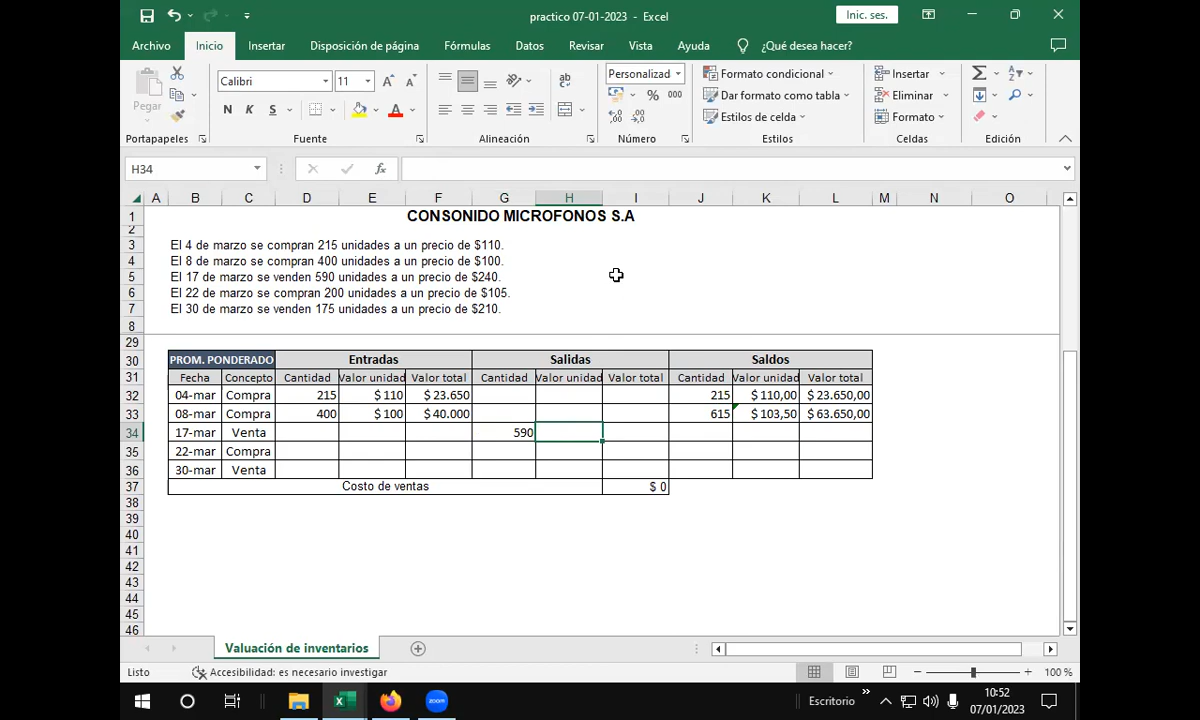 practico 07-01-2023 - Excel
Inic. ses.
Archivo Inicio Insertar Disposición de página Fórmulas Datos Revisar Vista Ayuda ¿Qué desea hacer?
Pegar
Calibri 11
N K S
Personalizad
% 000
Formato condicional
Dar formato como tabla
Estilos de celda
Insertar
Eliminar
Formato
Portapapeles Fuente Alineación Número Estilos Celdas Edición
H34
fx
A B C D E F G H I J K L M N O
1 CONSONIDO MICROFONOS S.A
2
3 El 4 de marzo se compran 215 unidades a un precio de $110.
4 El 8 de marzo se compran 400 unidades a un precio de $100.
5 El 17 de marzo se venden 590 unidades a un precio de $240.
6 El 22 de marzo se compran 200 unidades a un precio de $105.
7 El 30 de marzo se venden 175 unidades a un precio de $210.
8
29
30 PROM. PONDERADO Entradas Salidas Saldos
31 Fecha Concepto Cantidad Valor unidad Valor total Cantidad Valor unidad Valor total Cantidad Valor unidad Valor total
32 04-mar Compra 215 $ 110 $ 23.650 215 $ 110,00 $ 23.650,00
33 08-mar Compra 400 $ 100 $ 40.000 615 $ 103,50 $ 63.650,00
34 17-mar Venta 590
35 22-mar Compra
36 30-mar Venta
37 Costo de ventas $ 0
38
39
40
41
42
43
44
45
46
Valuación de inventarios
Listo Accesibilidad: es necesario investigar 100 %
zoom
Escritorio » 10:52
07/01/2023